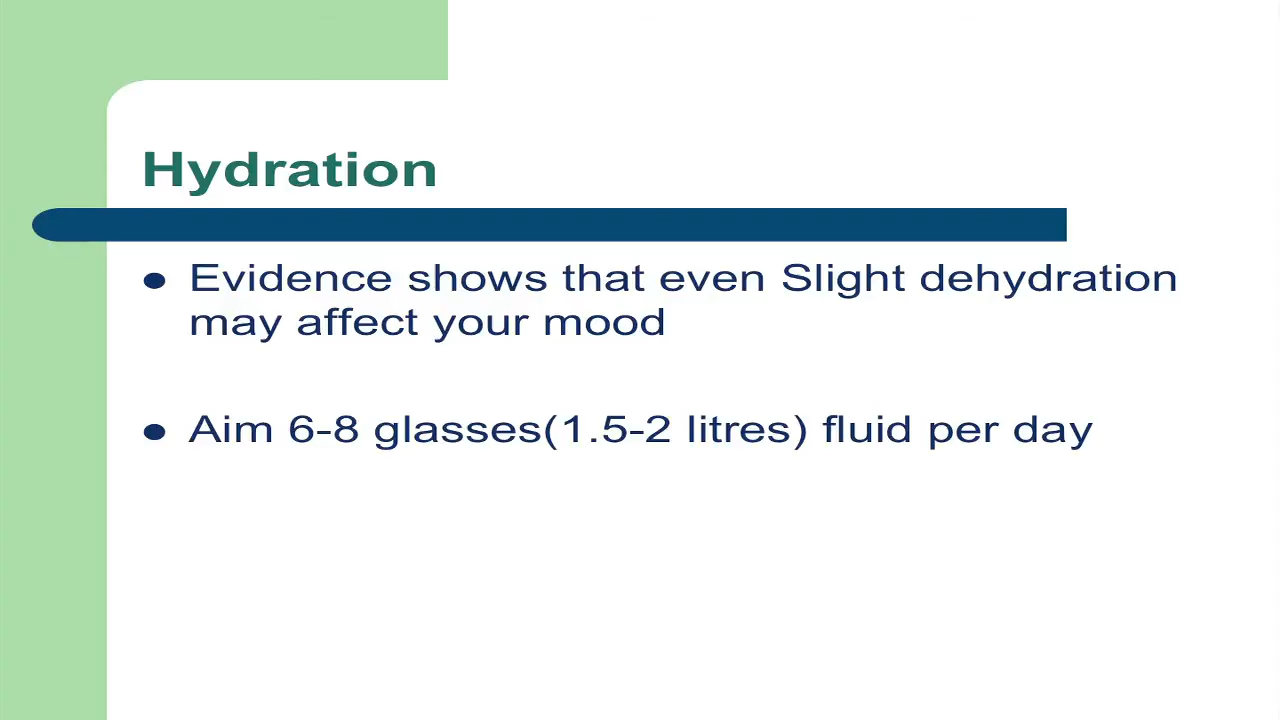 Hydration
● Evidence shows that even Slight dehydration
may affect your mood
● Aim 6-8 glasses(1.5-2 litres) fluid per day